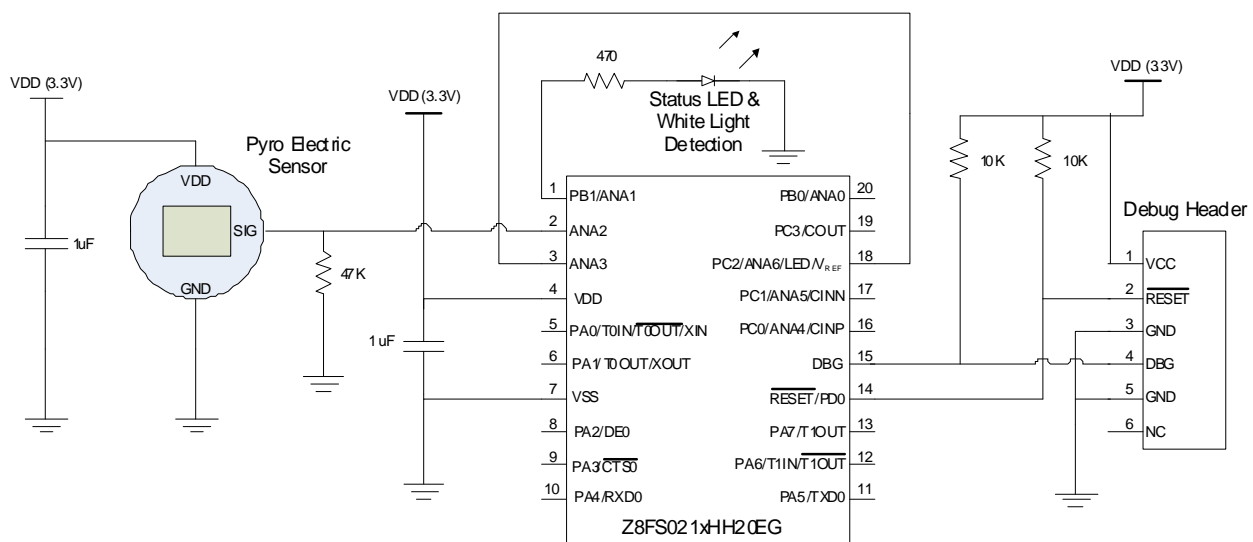 VDD (3.3V)
Pyro Electric
Sensor
VDD
SIG
GND
1uF
47K
VDD (3.3V)
1uF
470
Status LED &
White Light
Detection
1 PB1/ANA1
2 ANA2
3 ANA3
4 VDD
5 PA0/T0IN/T0OUT/XIN
6 PA1/T0OUT/XOUT
7 VSS
8 PA2/DE0
9 PA3/CTS0
10 PA4/RXD0
PB0/ANA0 20
PC3/COUT 19
PC2/ANA6/LED/VREF 18
PC1/ANA5/CINN 17
PC0/ANA4/CINP 16
DBG 15
RESET/PD0 14
PA7/T1OUT 13
PA6/T1IN/T1OUT 12
PA5/TXD0 11
Z8FS021xHH20EG
VDD (3.3V)
10K
10K
Debug Header
1 VCC
2 RESET
3 GND
4 DBG
5 GND
6 NC